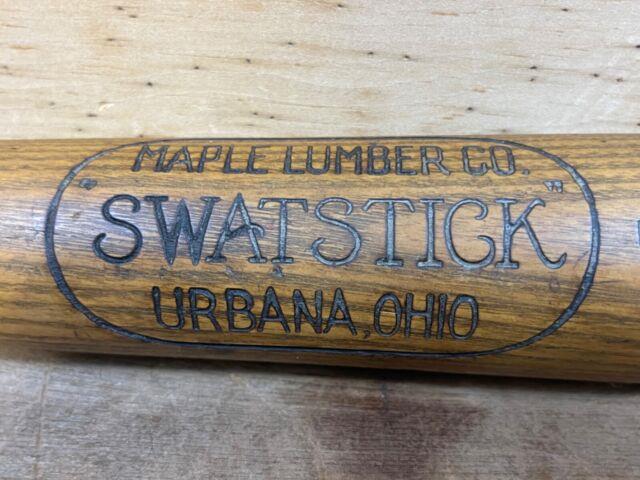 MAPLE LUMBER CO.
"SWATSTICK"
URBANA, OHIO